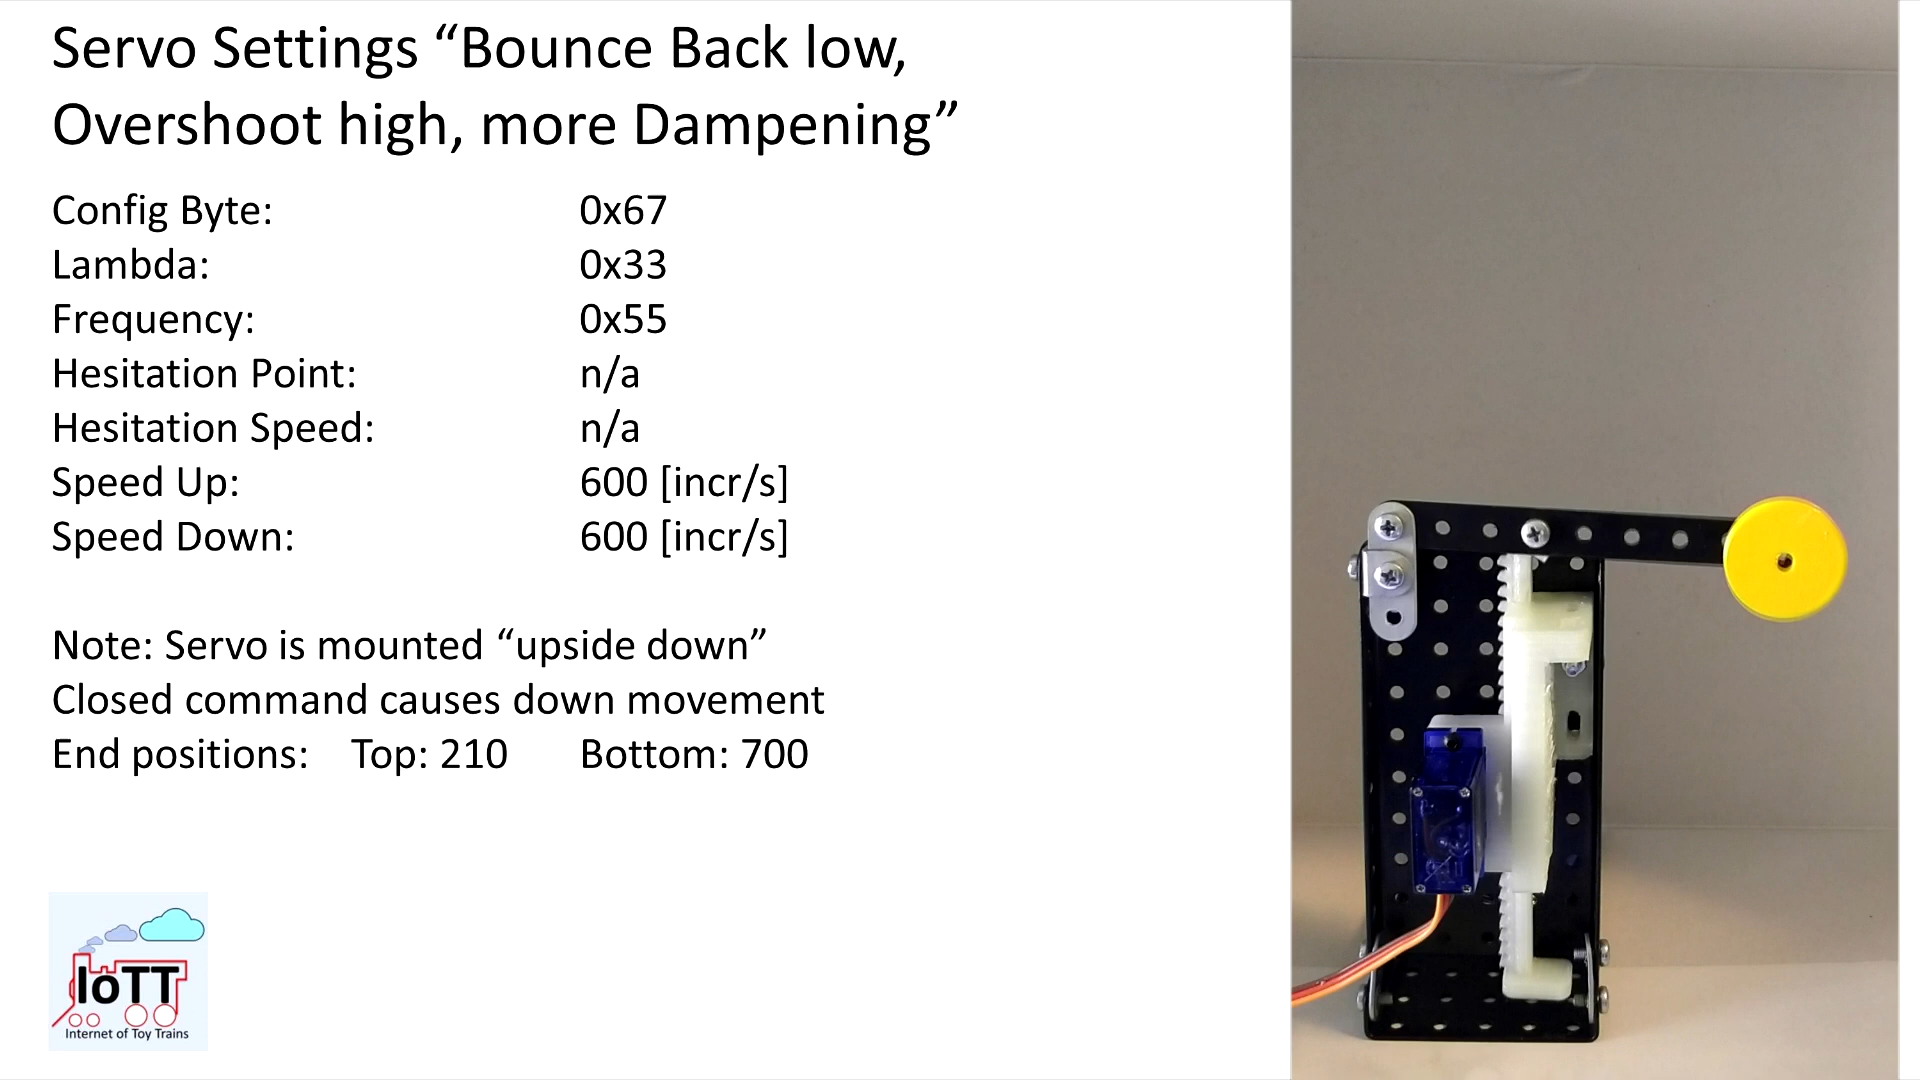 Servo Settings “Bounce Back low,
Overshoot high, more Dampening”
Config Byte: 0x67
Lambda: 0x33
Frequency: 0x55
Hesitation Point: n/a
Hesitation Speed: n/a
Speed Up: 600 [incr/s]
Speed Down: 600 [incr/s]
Note: Servo is mounted “upside down”
Closed command causes down movement
End positions: Top: 210 Bottom: 700
IoTT
Internet of Toy Trains